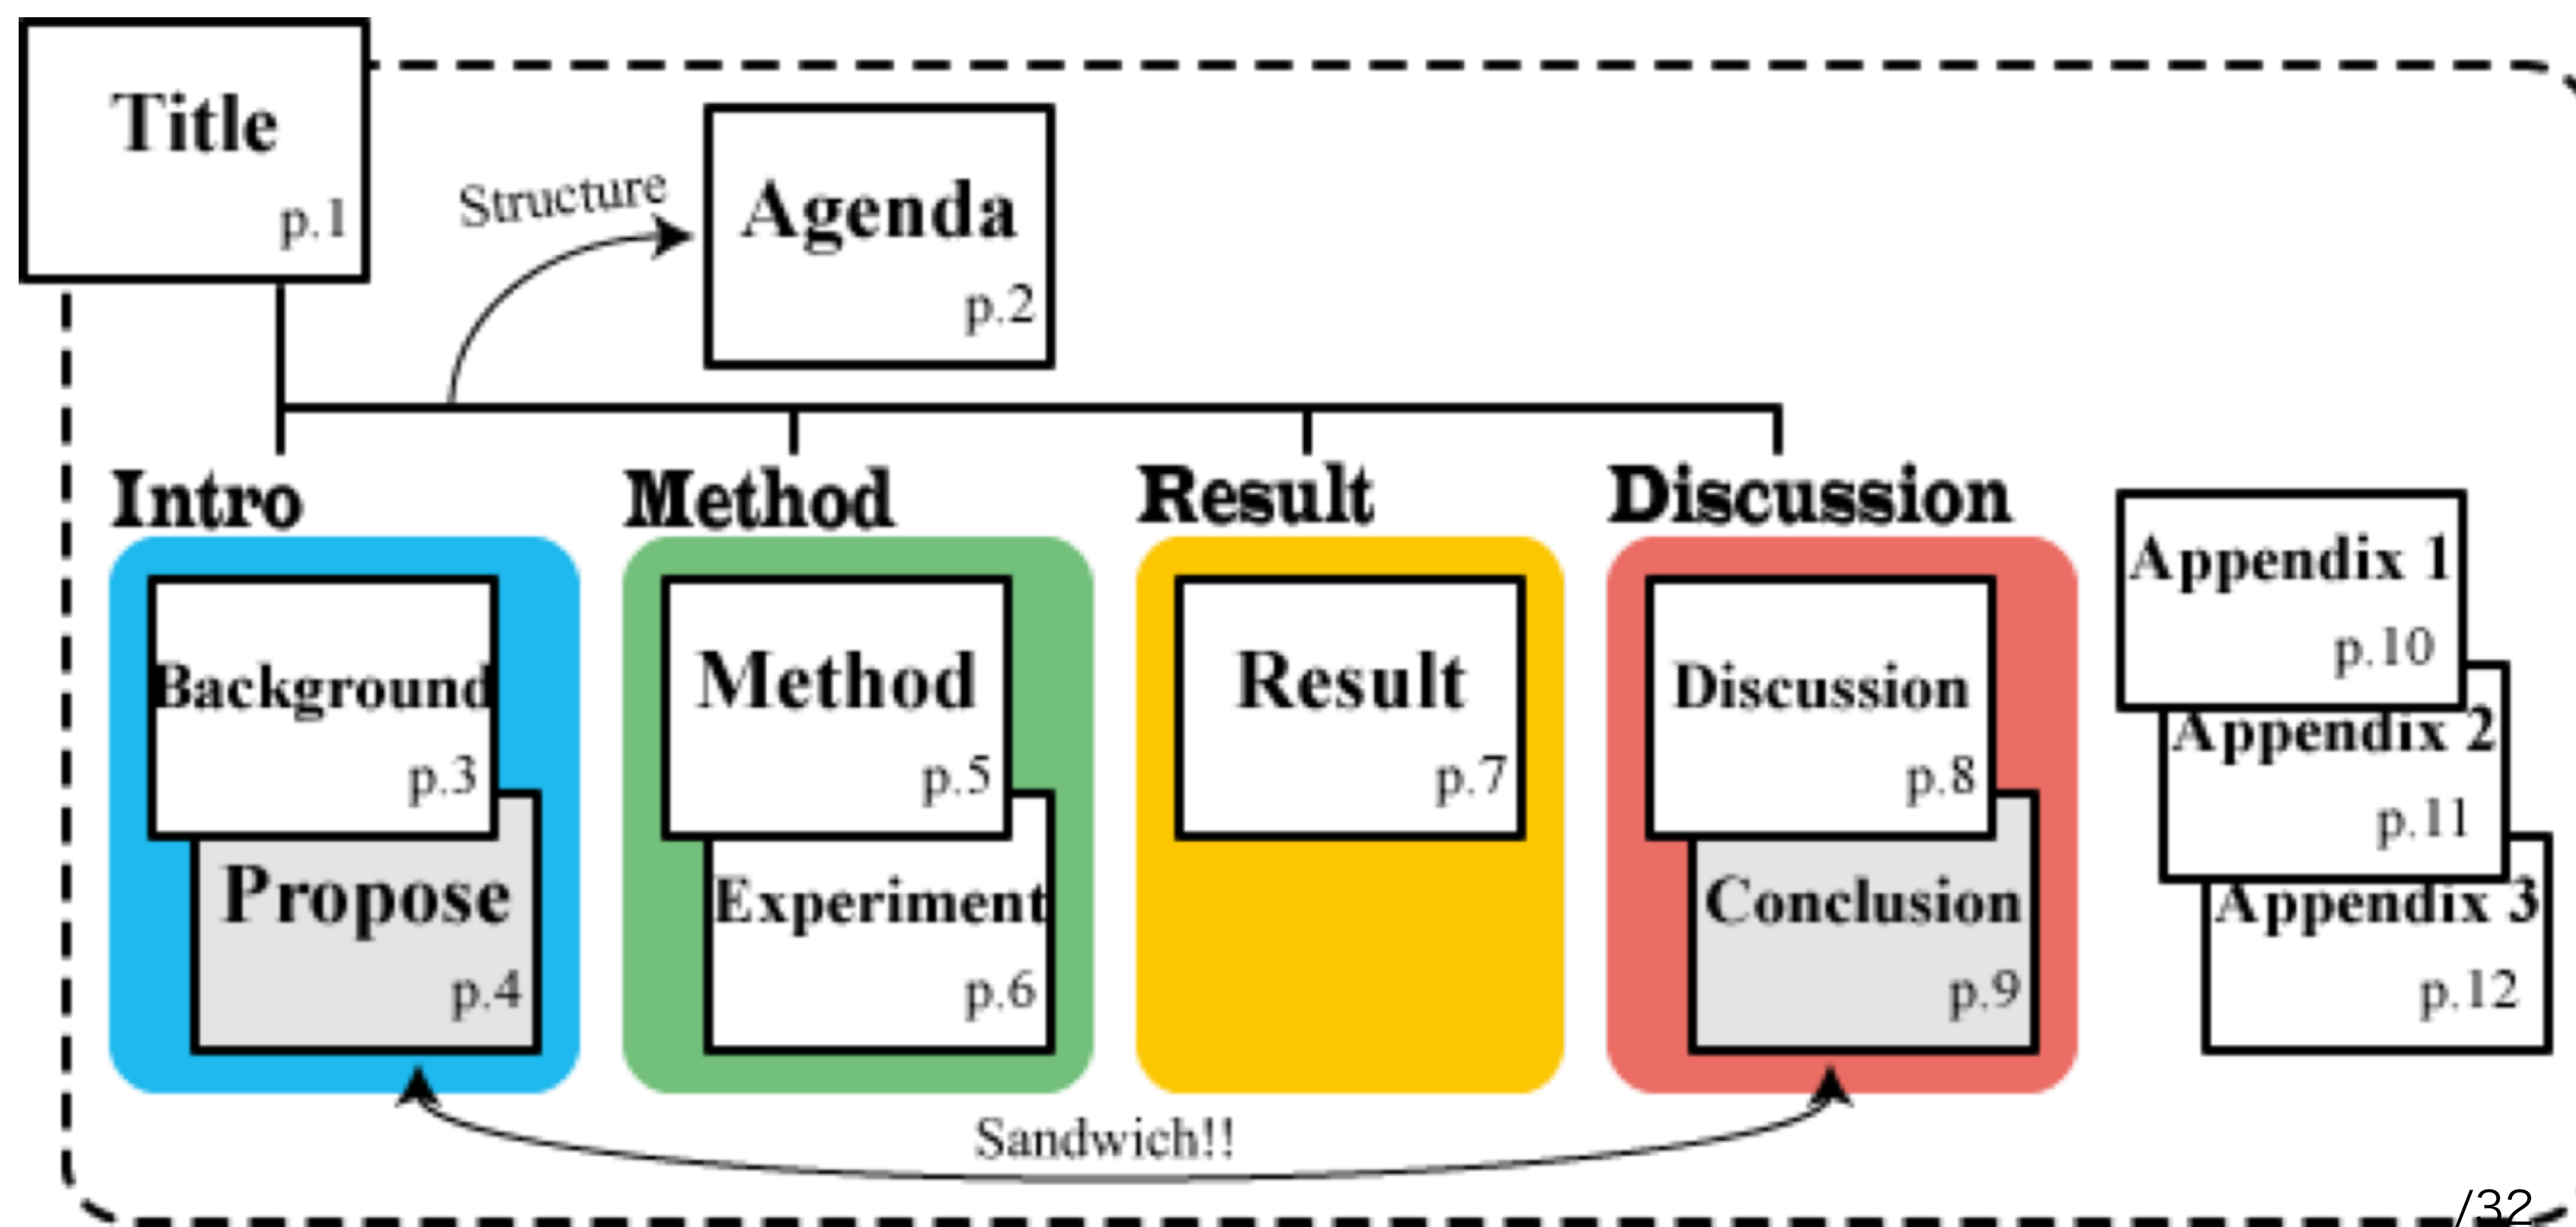 Title
p.1
Structure
Agenda
p.2
Intro
Background
p.3
Propose
p.4
Method
Method
p.5
Experiment
p.6
Result
Result
p.7
Discussion
Discussion
p.8
Conclusion
p.9
Appendix 1
p.10
Appendix 2
p.11
Appendix 3
p.12
Sandwich!!
/32